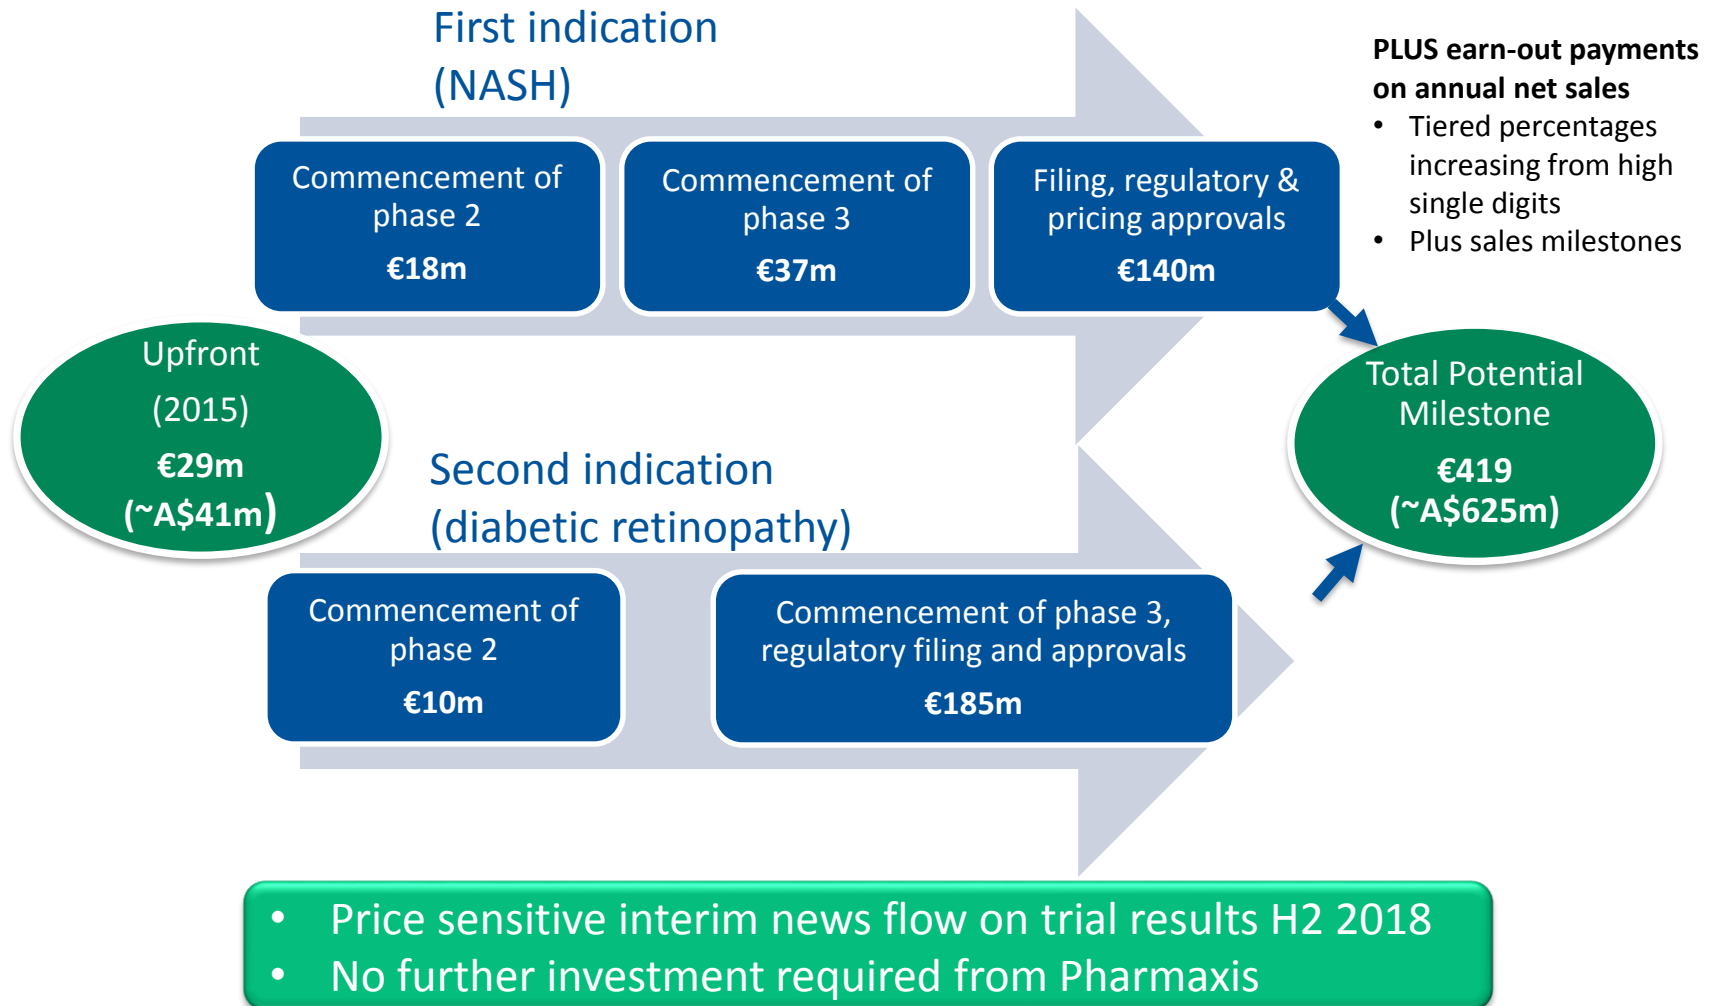 First indication
(NASH)
Commencement of
phase 2
€18m
Commencement of
phase 3
€37m
Filing, regulatory &
pricing approvals
€140m
PLUS earn-out payments
on annual net sales
• Tiered percentages
increasing from high
single digits
• Plus sales milestones
Upfront
(2015)
€29m
(~A$41m)
Total Potential
Milestone
€419
(~A$625m)
Second indication
(diabetic retinopathy)
Commencement of
phase 2
€10m
Commencement of phase 3,
regulatory filing and approvals
€185m
• Price sensitive interim news flow on trial results H2 2018
• No further investment required from Pharmaxis